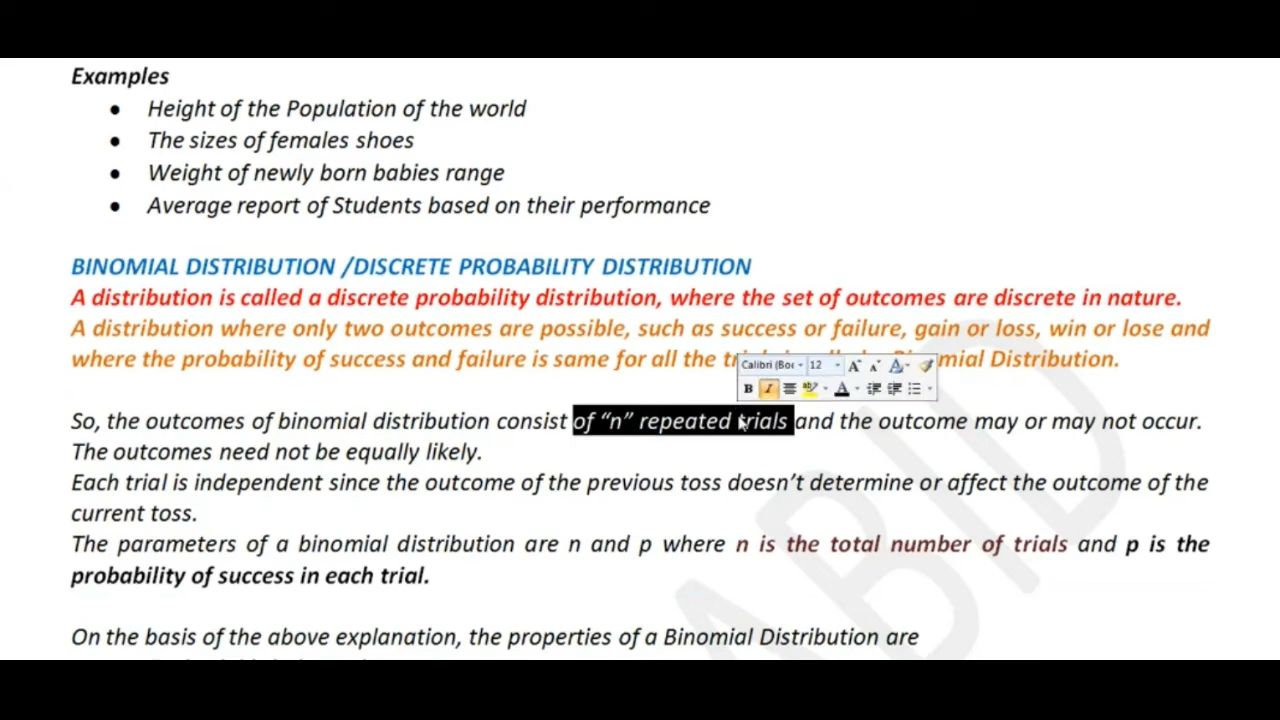 Examples
• Height of the Population of the world
• The sizes of females shoes
• Weight of newly born babies range
• Average report of Students based on their performance
BINOMIAL DISTRIBUTION /DISCRETE PROBABILITY DISTRIBUTION
A distribution is called a discrete probability distribution, where the set of outcomes are discrete in nature.
A distribution where only two outcomes are possible, such as success or failure, gain or loss, win or lose and
where the probability of success and failure is same for all the Binomial Distribution.
Calibri (Bo 12 A A A
B I A
So, the outcomes of binomial distribution consist of “n” repeated trials and the outcome may or may not occur.
The outcomes need not be equally likely.
Each trial is independent since the outcome of the previous toss doesn’t determine or affect the outcome of the
current toss.
The parameters of a binomial distribution are n and p where n is the total number of trials and p is the
probability of success in each trial.
On the basis of the above explanation, the properties of a Binomial Distribution are
ABID